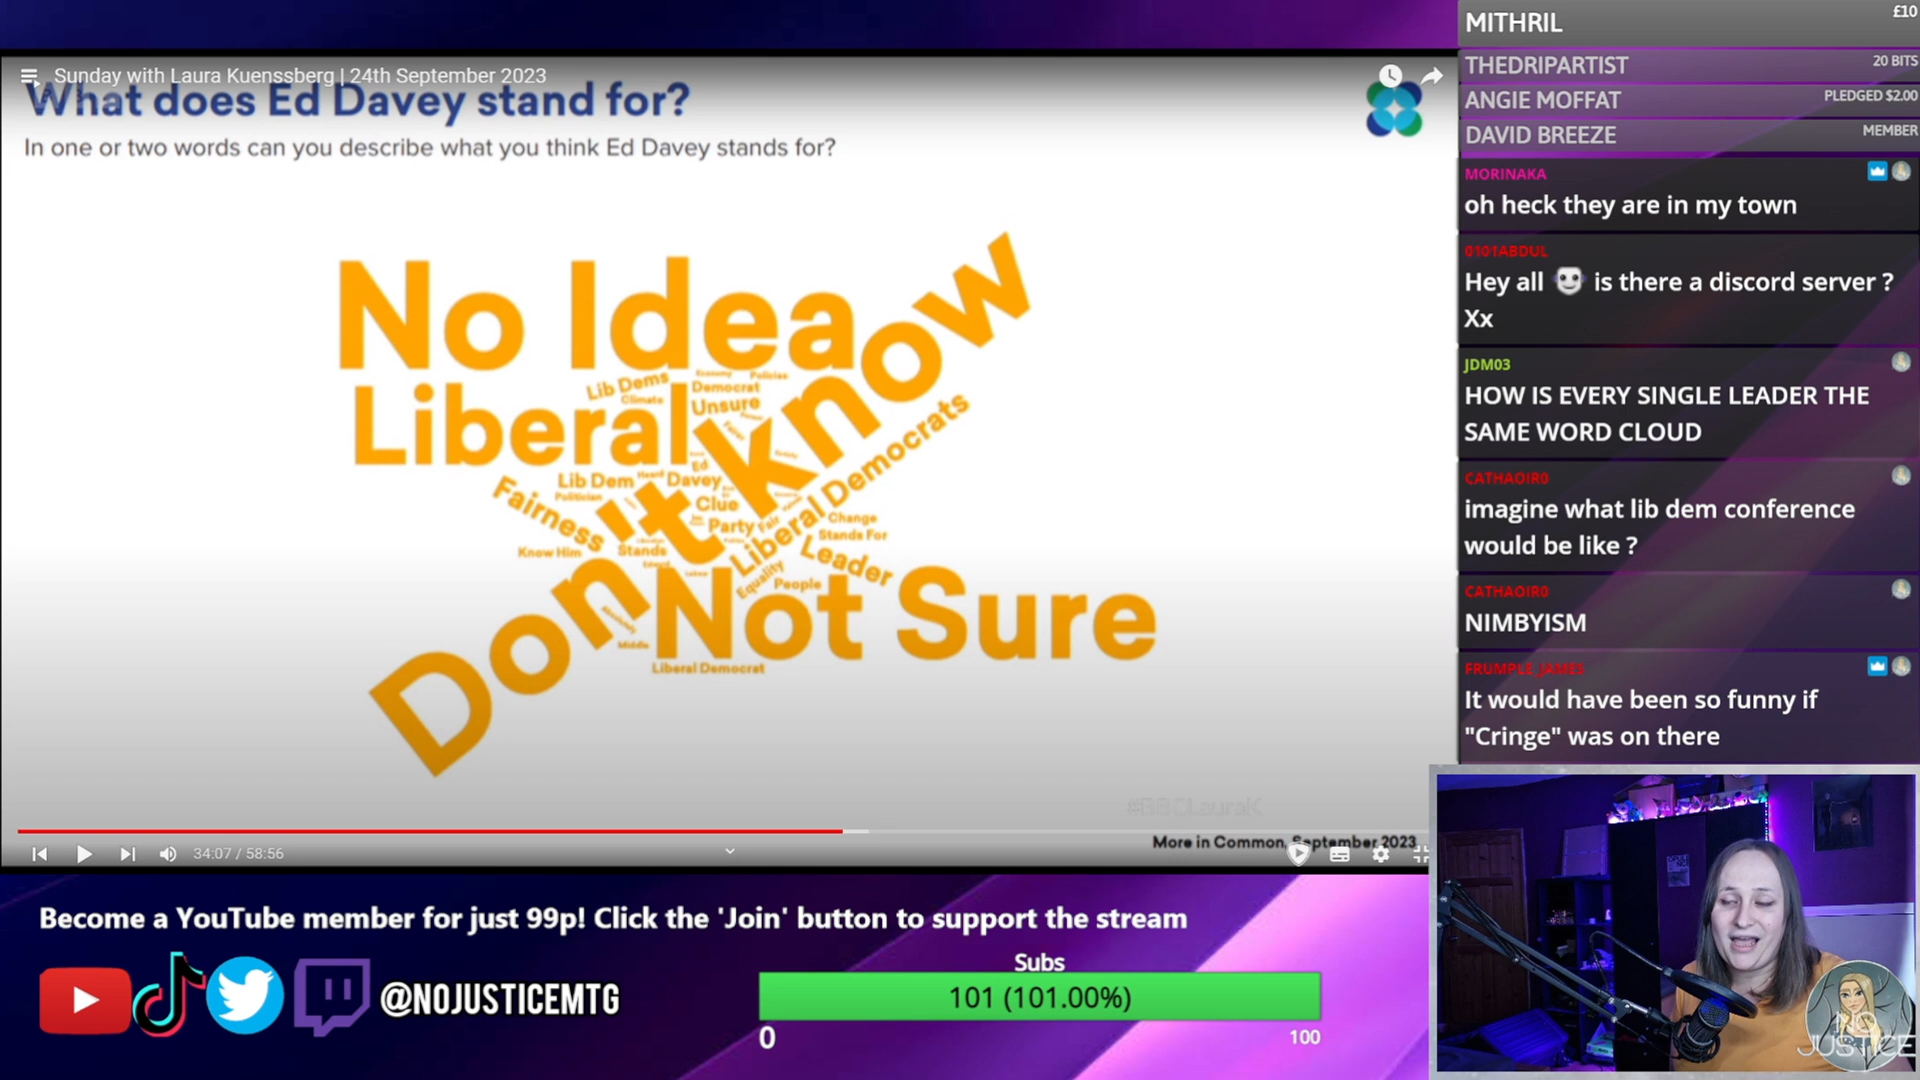 Sunday with Laura Kuenssberg | 24th September 2023
What does Ed Davey stand for?
In one or two words can you describe what you think Ed Davey stands for?
No Idea
Don't know
Liberal
Not Sure
Lib Dems
Economy
Policies
Democrat
Climate
Unsure
Liberal Democrats
Ed
Lib Dem
Davey
Politician
Fairness
Clue
Party
Fair
Change
Stands For
Know Him
Stands
Leader
Equality
People
Middle
Liberal Democrat
#BBCLauraK
More in Common, September 2023
34:07 / 58:56
MITHRIL £10
THEDRIPARTIST 20 BITS
ANGIE MOFFAT PLEDGED $2.00
DAVID BREEZE MEMBER
MORINAKA
oh heck they are in my town
0101ABDUL
Hey all is there a discord server ?
Xx
JDM03
HOW IS EVERY SINGLE LEADER THE
SAME WORD CLOUD
CATHAOIR0
imagine what lib dem conference
would be like ?
CATHAOIR0
NIMBYISM
FRUMPLE_JAMES
It would have been so funny if
"Cringe" was on there
Become a YouTube member for just 99p! Click the 'Join' button to support the stream
@NOJUSTICEMTG
Subs
101 (101.00%)
0 100
NO
JUSTICE